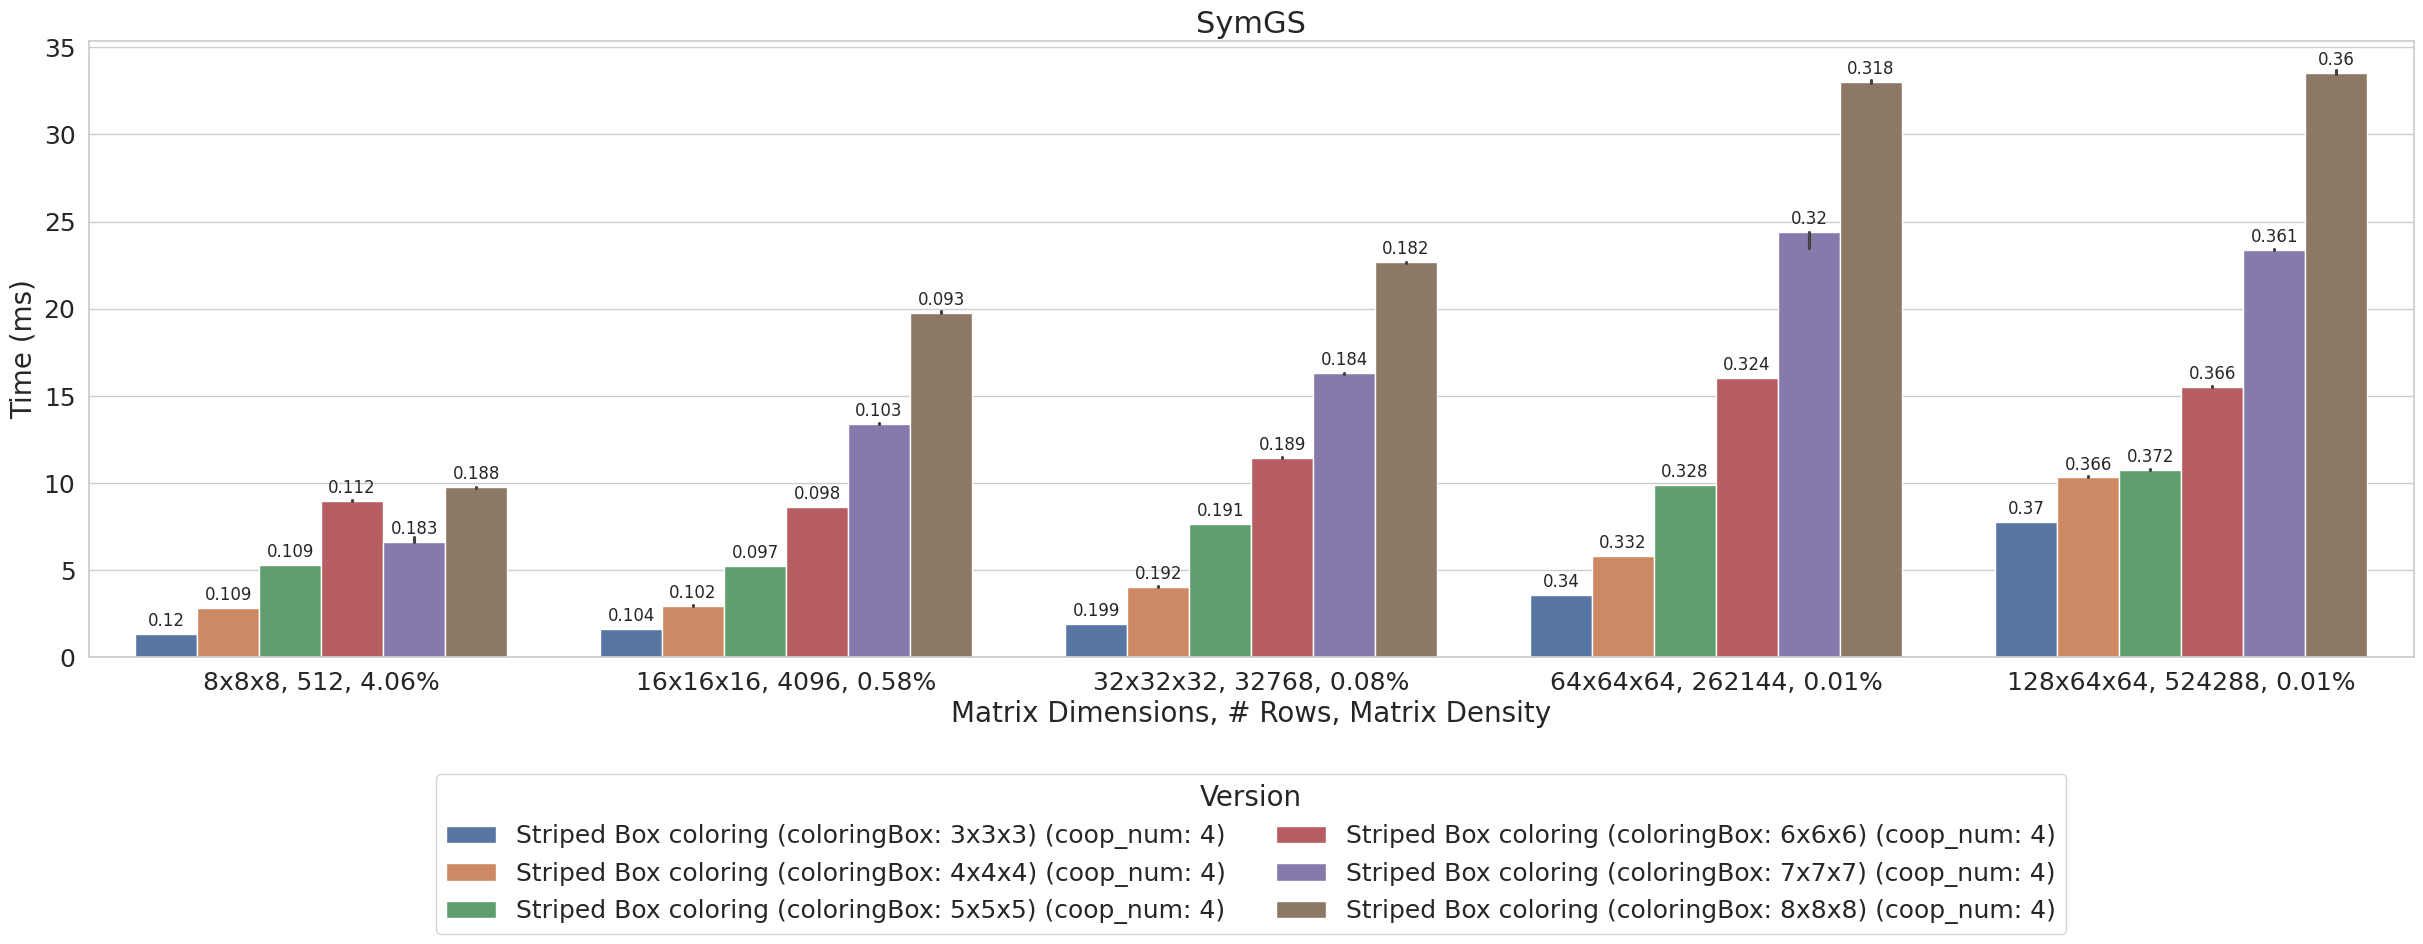 SymGS
Time (ms)
35
30
25
20
15
10
5
0
0.12
0.109
0.109
0.112
0.183
0.188
0.104
0.102
0.097
0.098
0.103
0.093
0.199
0.192
0.191
0.189
0.184
0.182
0.34
0.332
0.328
0.324
0.32
0.318
0.37
0.366
0.372
0.366
0.361
0.36
8x8x8, 512, 4.06%
16x16x16, 4096, 0.58%
32x32x32, 32768, 0.08%
64x64x64, 262144, 0.01%
128x64x64, 524288, 0.01%
Matrix Dimensions, # Rows, Matrix Density
Version
Striped Box coloring (coloringBox: 3x3x3) (coop_num: 4)
Striped Box coloring (coloringBox: 4x4x4) (coop_num: 4)
Striped Box coloring (coloringBox: 5x5x5) (coop_num: 4)
Striped Box coloring (coloringBox: 6x6x6) (coop_num: 4)
Striped Box coloring (coloringBox: 7x7x7) (coop_num: 4)
Striped Box coloring (coloringBox: 8x8x8) (coop_num: 4)